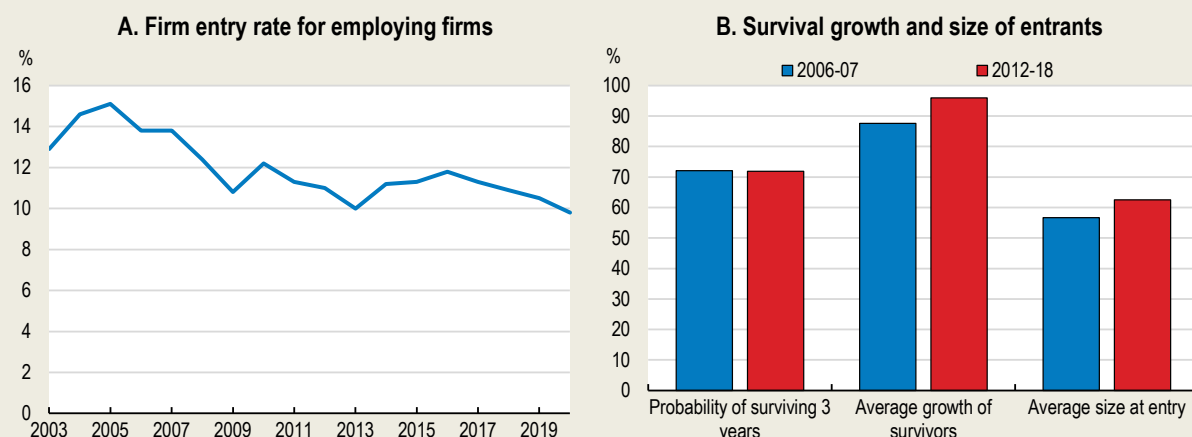 A. Firm entry rate for employing firms
%
16
14
12
10
8
6
4
2
0
2003 2005 2007 2009 2011 2013 2015 2017 2019
B. Survival growth and size of entrants
%
2006-07 2012-18
100
90
80
70
60
50
40
30
20
10
0
Probability of surviving 3
years
Average growth of
survivors
Average size at entry